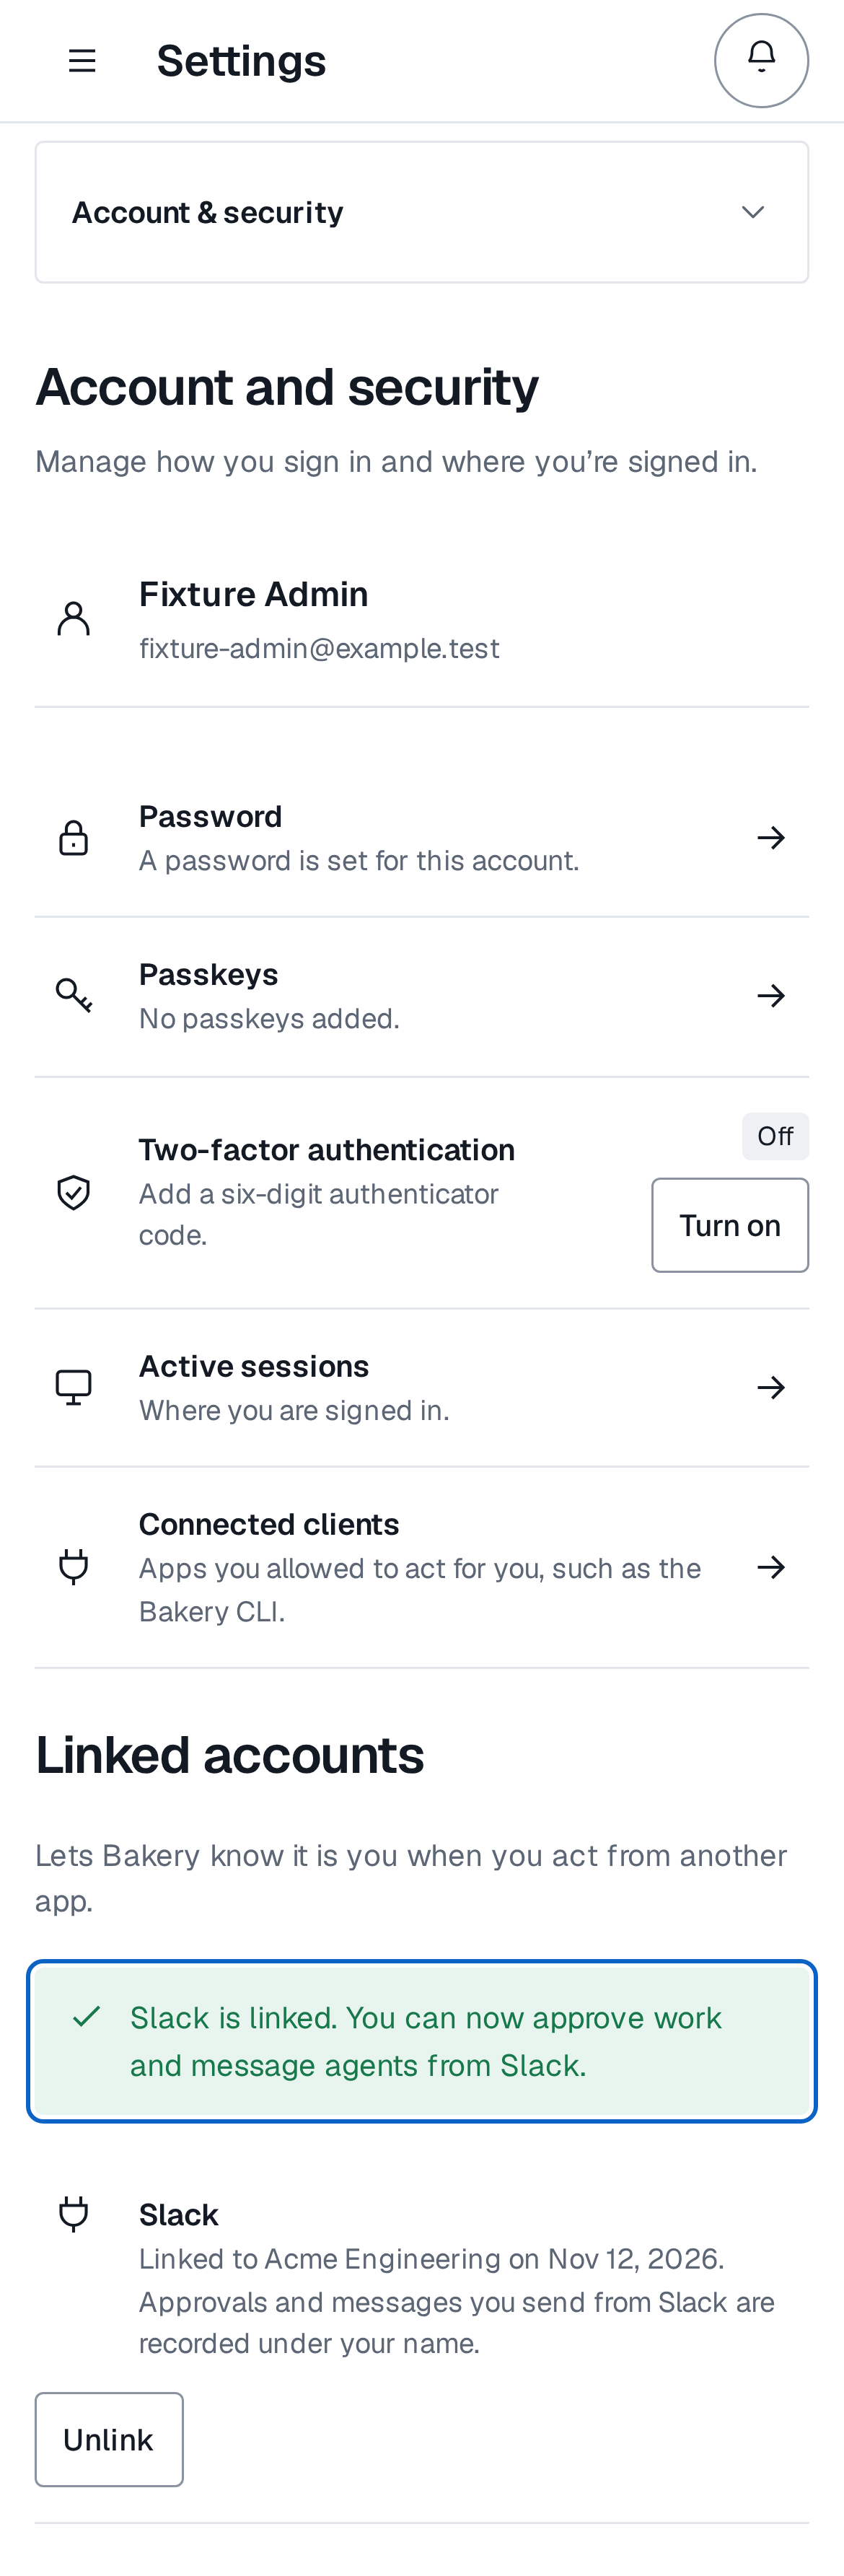 Settings
Account & security
Account and security
Manage how you sign in and where you’re signed in.
Fixture Admin
fixture-admin@example.test
Password
A password is set for this account.
Passkeys
No passkeys added.
Off
Two-factor authentication
Add a six-digit authenticator
code.
Turn on
Active sessions
Where you are signed in.
Connected clients
Apps you allowed to act for you, such as the
Bakery CLI.
Linked accounts
Lets Bakery know it is you when you act from another
app.
Slack is linked. You can now approve work
and message agents from Slack.
Slack
Linked to Acme Engineering on Nov 12, 2026.
Approvals and messages you send from Slack are
recorded under your name.
Unlink